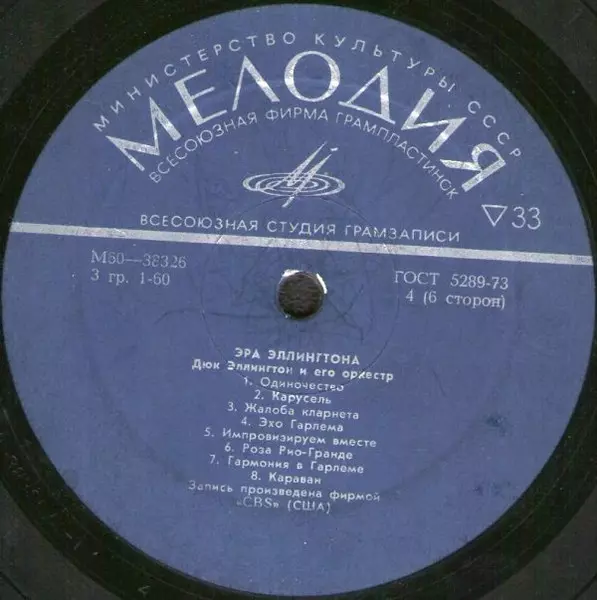 МИНИСТЕРСТВО КУЛЬТУРЫ СССР
МЕЛОДИЯ
ВСЕСОЮЗНАЯ ФИРМА ГРАМПЛАСТИНОК
33
ВСЕСОЮЗНАЯ СТУДИЯ ГРАМЗАПИСИ
М60—38326
ГОСТ 5289-73
3 гр. 1-60
4 (6 сторон)
ЭРА ЭЛЛИНГТОНА
Дюк Эллингтон и его оркестр
1. Одиночество
2. Карусель
3. Жалоба кларнета
4. Эхо Гарлема
5. Импровизируем вместе
6. Роза Рио-Гранде
7. Гармония в Гарлеме
8. Караван
Запись произведена фирмой
«CBS» (США)